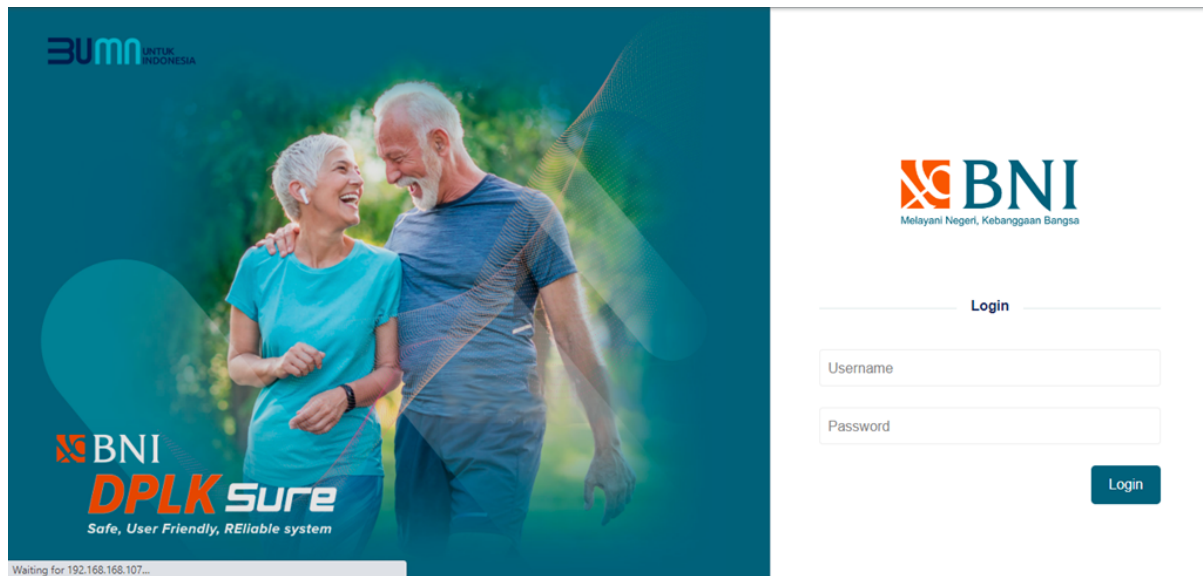 BUMN UNTUK
INDONESIA
BNI
DPLK Sure
Safe, User Friendly, REliable system
Waiting for 192.168.168.107...
BNI
Melayani Negeri, Kebanggaan Bangsa
Login
Username
Password
Login